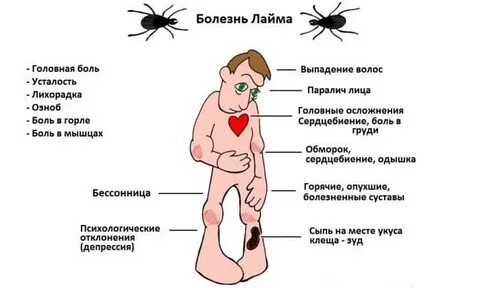 Болезнь Лайма
- Головная боль
- Усталость
- Лихорадка
- Озноб
- Боль в горле
- Боль в мышцах
Бессонница
Психологические
отклонения
(депрессия)
Выпадение волос
Паралич лица
Головные осложнения
Сердцебиение, боль в
груди
Обморок,
сердцебиение, одышка
Горячие, опухшие,
болезненные суставы
Сыпь на месте укуса
клеща - зуд